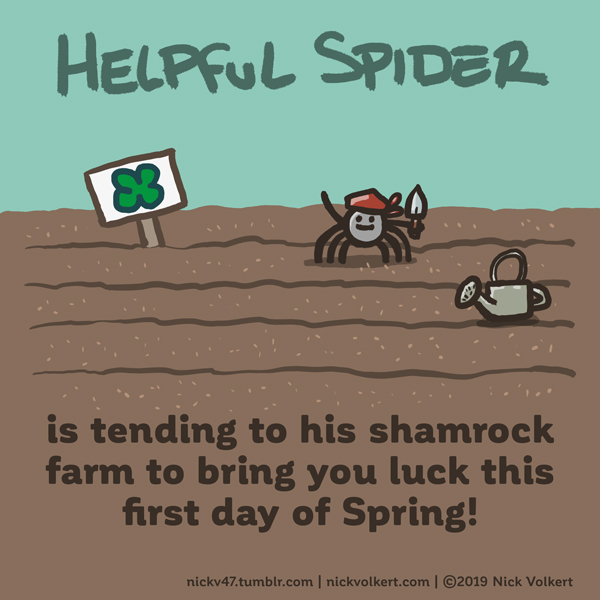 HELPFUL SPIDER
is tending to his shamrock
farm to bring you luck this
first day of Spring!
nickv47.tumblr.com | nickvolkert.com | ©2019 Nick Volkert